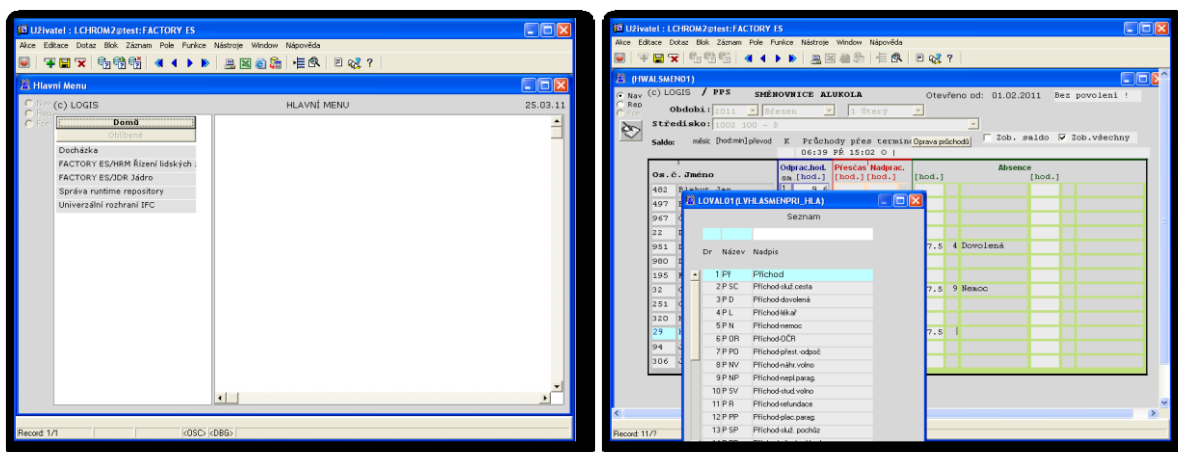 Uživatel : LCHROM2@test:FACTORY ES
Akce Editace Dotaz Blok Záznam Pole Funkce Nástroje Window Nápověda
Hlavní Menu
(c) LOGIS HLAVNÍ MENU 25.03.11
Domů
Oblíbené
Docházka
FACTORY ES/HRM Řízení lidských
FACTORY ES/JDR Jádro
Správa runtime repository
Univerzální rozhraní IFC
Record: 1/1 <OSC> <DBG>
Uživatel : LCHROM2@test:FACTORY ES
Akce Editace Dotaz Blok Záznam Pole Funkce Nástroje Window Nápověda
(HWALSMEN01)
Nav (c) LOGIS / PPS SMĚNOVNICE ALUKOLA Otevřeno od: 01.02.2011 Bez povolení !
Rep
Období: 2011 Březen 1 Úterý
Středisko: 1002 100 - D
Zob. saldo Zob.všechny
Saldo: měsíc [hod:min] převod K Průchody přes termin Oprava průchodů
06:39 PŘ 15:02 O |
Odprac.hod. Přesčas Nadprac. Absence
Os.č. Jméno sm. [hod.] [hod.] [hod.] [hod.] [hod.]
482
497
967
22
951 7.5 4 Dovolená
980
195
32 7.5 9 Nemoc
251
320
29 7.5
94
306
LOVAL01(LVHLASMENPRI_HLA)
Seznam
Dr Název Nadpis
1 PŘ Příchod
2 P SC Příchod-služ.cesta
3 P D Příchod-dovolená
4 P L Příchod-lékař
5 P N Příchod-nemoc
6 P OR Příchod-OČR
7 P PO Příchod-přest.-odpoč
8 P NV Příchod-náhr.volno
9 P NP Příchod-nepl.parag.
10 P SV Příchod-stud.volno
11 P R Příchod-refundace
12 P PP Příchod-plac.parag.
13 P SP Příchod-služ. pochůz
Record: 11/?